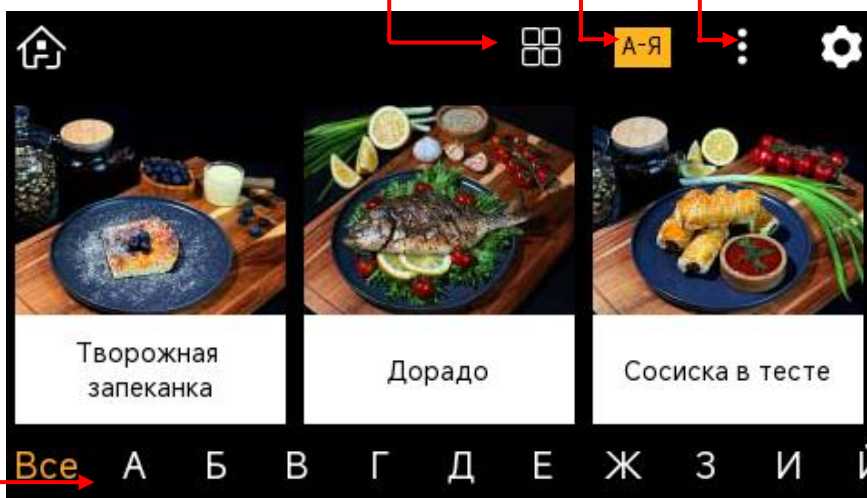 А-Я
Творожная
запеканка
Дорадо
Сосиска в тесте
Все А Б В Г Д Е Ж З И Й